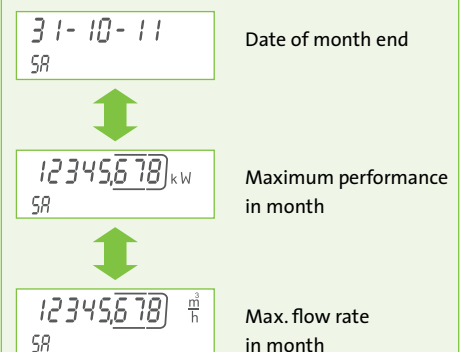 31-10-11
SA
Date of month end
12345,678 kW
SA
Maximum performance
in month
12345,678 m³/h
SA
Max. flow rate
in month